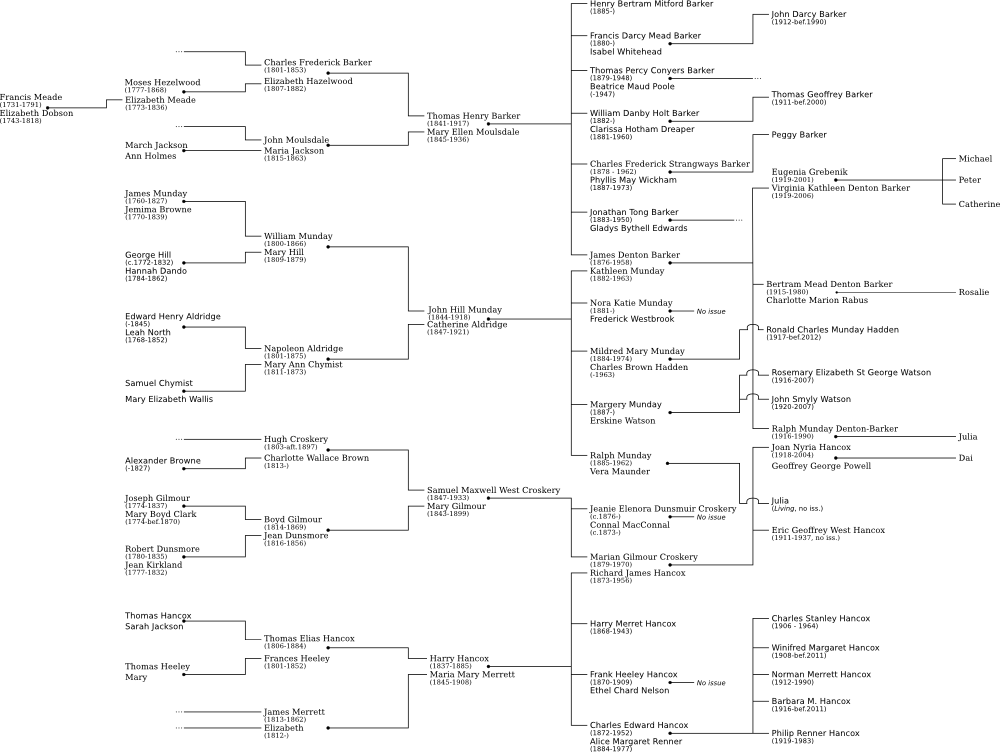 Francis Meade
(1731-1791)
Elizabeth Dobson
(1743-1818)
...
Moses Hezelwood
(1777-1868)
Elizabeth Meade
(1773-1836)
...
March Jackson
Ann Holmes
James Munday
(1760-1827)
Jemima Browne
(1770-1839)
George Hill
(c.1772-1832)
Hannah Dando
(1784-1862)
Edward Henry Aldridge
(-1845)
Leah North
(1768-1852)
Samuel Chymist
Mary Elizabeth Wallis
...
Alexander Browne
(-1827)
Joseph Gilmour
(1774-1837)
Mary Boyd Clark
(1774-bef.1870)
Robert Dunsmore
(1780-1835)
Jean Kirkland
(1777-1832)
Thomas Hancox
Sarah Jackson
Thomas Heeley
Mary
...
...
Charles Frederick Barker
(1801-1853)
Elizabeth Hazelwood
(1807-1882)
John Moulsdale
Maria Jackson
(1815-1863)
William Munday
(1800-1866)
Mary Hill
(1809-1879)
Napoleon Aldridge
(1801-1875)
Mary Ann Chymist
(1811-1873)
Hugh Croskery
(1803-aft.1897)
Charlotte Wallace Brown
(1813-)
Boyd Gilmour
(1814-1869)
Jean Dunsmore
(1816-1856)
Thomas Elias Hancox
(1806-1884)
Frances Heeley
(1801-1852)
James Merrett
(1813-1862)
Elizabeth
(1812-)
Thomas Henry Barker
(1841-1917)
Mary Ellen Moulsdale
(1845-1936)
John Hill Munday
(1844-1918)
Catherine Aldridge
(1847-1921)
Samuel Maxwell West Croskery
(1847-1933)
Mary Gilmour
(1843-1899)
Harry Hancox
(1837-1885)
Maria Mary Merrett
(1845-1908)
Henry Bertram Mitford Barker
(1885-)
Francis Darcy Mead Barker
(1880-)
Isabel Whitehead
Thomas Percy Conyers Barker
(1879-1948)
...
Beatrice Maud Poole
(-1947)
William Danby Holt Barker
(1882-)
Clarissa Hotham Dreaper
(1881-1960)
Charles Frederick Strangways Barker
(1878 - 1962)
Phyllis May Wickham
(1887-1973)
Jonathan Tong Barker
(1883-1950)
...
Gladys Bythell Edwards
James Denton Barker
(1876-1958)
Kathleen Munday
(1882-1963)
Nora Katie Munday
(1881-)
No issue
Frederick Westbrook
Mildred Mary Munday
(1884-1974)
Charles Brown Hadden
(-1963)
Margery Munday
(1887-)
Erskine Watson
Ralph Munday
(1885-1962)
Vera Maunder
Jeanie Elenora Dunsmuir Croskery
(c.1876-)
No issue
Connal MacConnal
(c.1873-)
Marian Gilmour Croskery
(1879-1970)
Richard James Hancox
(1873-1956)
Harry Merret Hancox
(1868-1943)
Frank Heeley Hancox
(1870-1909)
No issue
Ethel Chard Nelson
Charles Edward Hancox
(1872-1952)
Alice Margaret Renner
(1884-1977)
John Darcy Barker
(1912-bef.1990)
Thomas Geoffrey Barker
(1911-bef.2000)
Peggy Barker
Eugenia Grebenik
(1919-2001)
Virginia Kathleen Denton Barker
(1919-2006)
Bertram Mead Denton Barker
(1915-1980)
Charlotte Marion Rabus
Ronald Charles Munday Hadden
(1917-bef.2012)
Rosemary Elizabeth St George Watson
(1916-2007)
John Smyly Watson
(1920-2007)
Ralph Munday Denton-Barker
(1916-1990)
Joan Nyria Hancox
(1918-2004)
Geoffrey George Powell
Julia
(Living, no iss.)
Eric Geoffrey West Hancox
(1911-1937, no iss.)
Charles Stanley Hancox
(1906 - 1964)
Winifred Margaret Hancox
(1908-bef.2011)
Norman Merrett Hancox
(1912-1990)
Barbara M. Hancox
(1916-bef.2011)
Philip Renner Hancox
(1919-1983)
Michael
Peter
Catherine
Rosalie
Julia
Dai